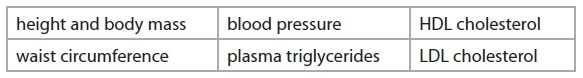 height and body mass blood pressure HDL cholesterol
waist circumference plasma triglycerides LDL cholesterol